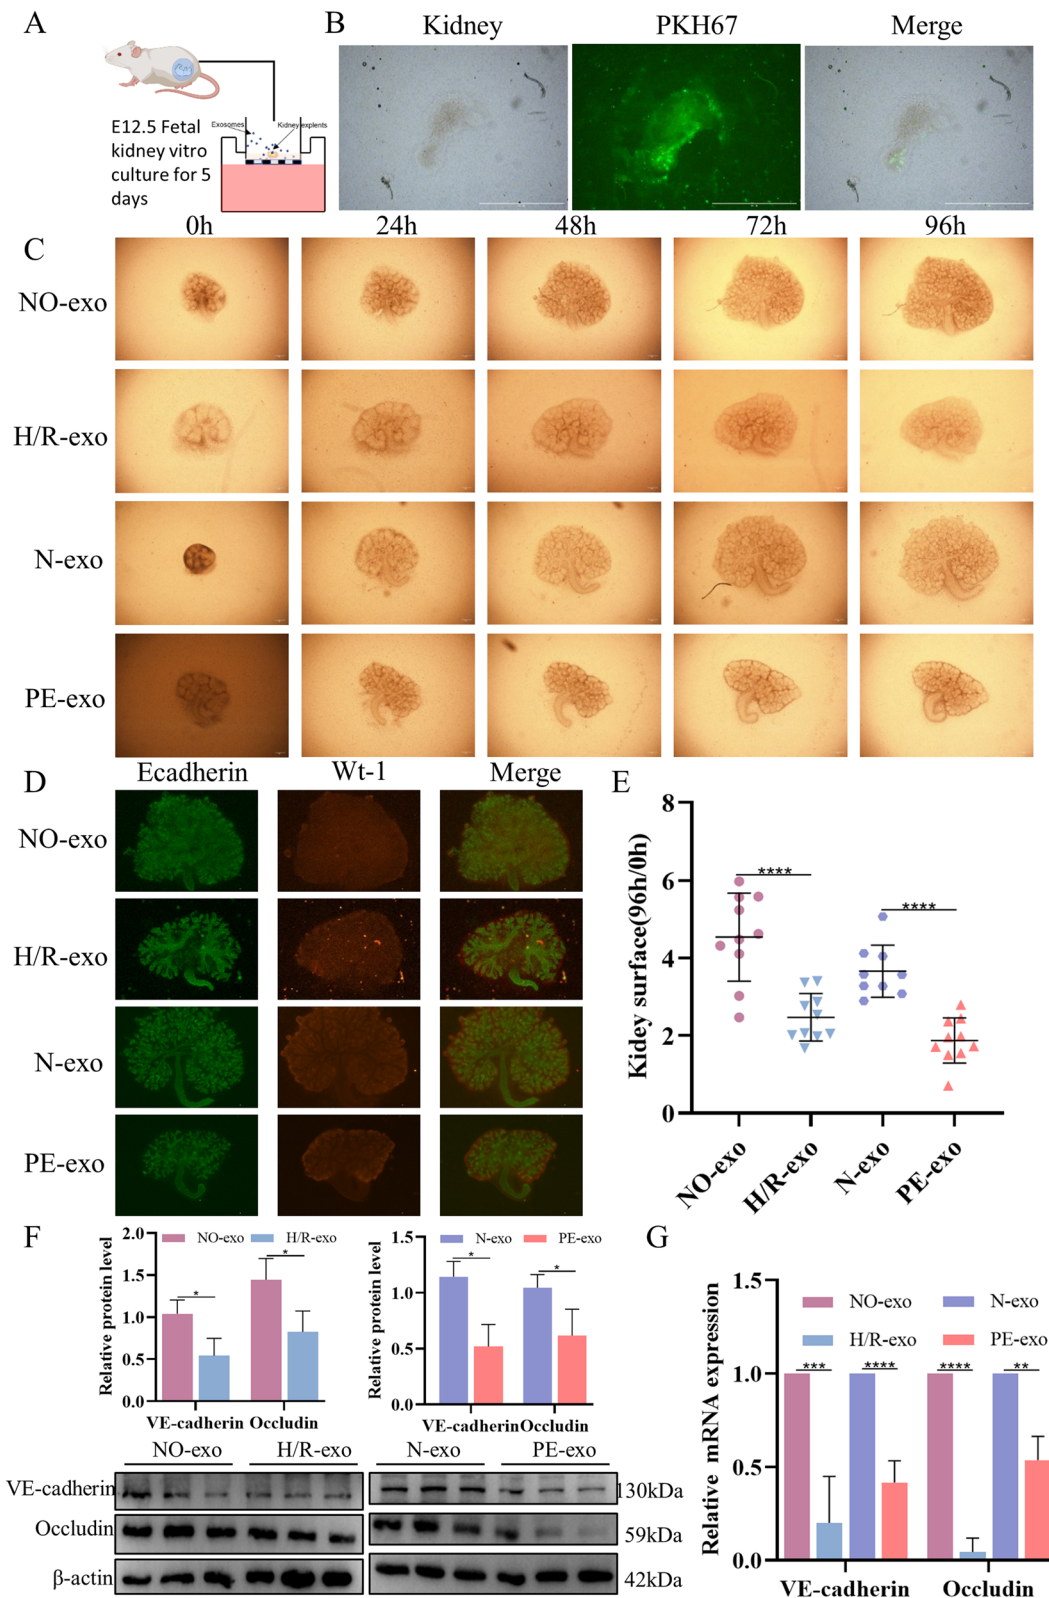 A
B
Kidney PKH67 Merge
Exosomes Kidney explents
E12.5 Fetal
kidney vitro
culture for 5
days
0h 24h 48h 72h 96h
C
NO-exo
H/R-exo
N-exo
PE-exo
D
Ecadherin Wt-1 Merge
NO-exo
H/R-exo
N-exo
PE-exo
E
Kidey surface(96h/0h)
8
6
4
2
0
****
****
NO-exo H/R-exo N-exo PE-exo
F
Relative protein level
2.0
1.5
1.0
0.5
0.0
NO-exo H/R-exo
*
*
VE-cadherin Occludin
Relative protein level
1.5
1.0
0.5
0.0
N-exo PE-exo
*
*
VE-cadherin Occludin
NO-exo H/R-exo N-exo PE-exo
VE-cadherin 130kDa
Occludin 59kDa
β-actin 42kDa
G
Relative mRNA expression
1.5
1.0
0.5
0.0
NO-exo N-exo
H/R-exo PE-exo
*** **** **** **
VE-cadherin Occludin